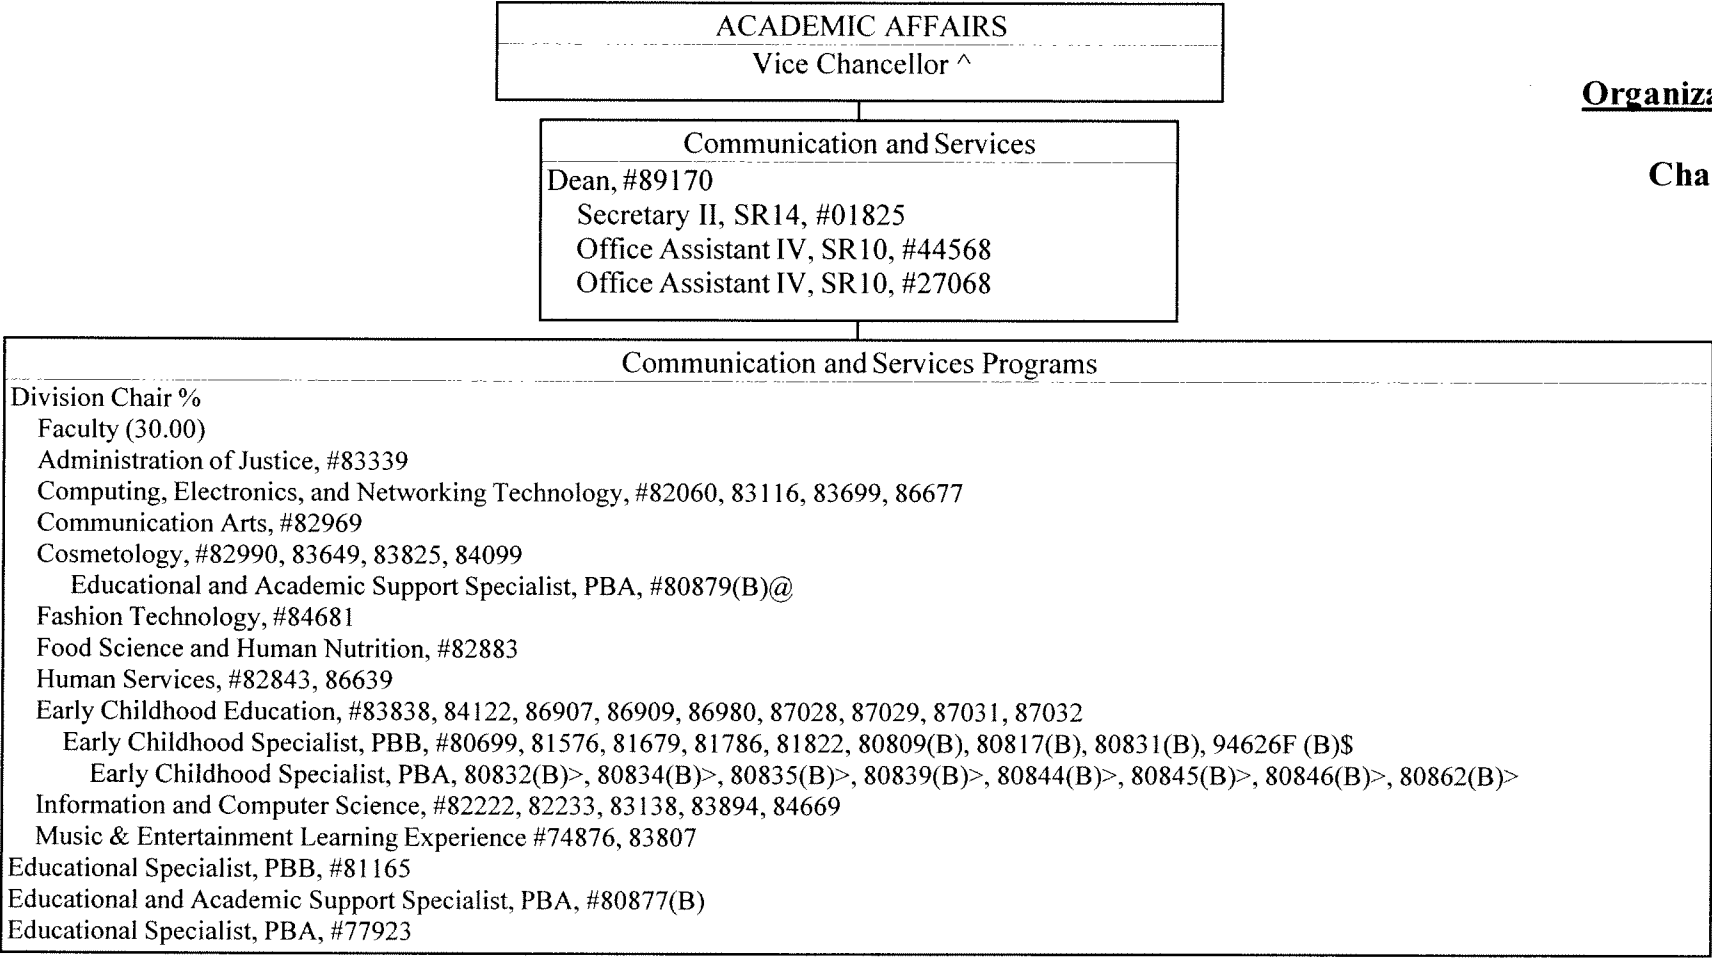 ACADEMIC AFFAIRS
Vice Chancellor ^
Organiza
Communication and Services
Cha
Dean, #89170
Secretary II, SR14, #01825
Office Assistant IV, SR10, #44568
Office Assistant IV, SR10, #27068
Communication and Services Programs
Division Chair %
Faculty (30.00)
Administration of Justice, #83339
Computing, Electronics, and Networking Technology, #82060, 83116, 83699, 86677
Communication Arts, #82969
Cosmetology, #82990, 83649, 83825, 84099
Educational and Academic Support Specialist, PBA, #80879(B)@
Fashion Technology, #84681
Food Science and Human Nutrition, #82883
Human Services, #82843, 86639
Early Childhood Education, #83838, 84122, 86907, 86909, 86980, 87028, 87029, 87031, 87032
Early Childhood Specialist, PBB, #80699, 81576, 81679, 81786, 81822, 80809(B), 80817(B), 80831(B), 94626F (B)$
Early Childhood Specialist, PBA, 80832(B)>, 80834(B)>, 80835(B)>, 80839(B)>, 80844(B)>, 80845(B)>, 80846(B)>, 80862(B)>
Information and Computer Science, #82222, 82233, 83138, 83894, 84669
Music & Entertainment Learning Experience #74876, 83807
Educational Specialist, PBB, #81165
Educational and Academic Support Specialist, PBA, #80877(B)
Educational Specialist, PBA, #77923